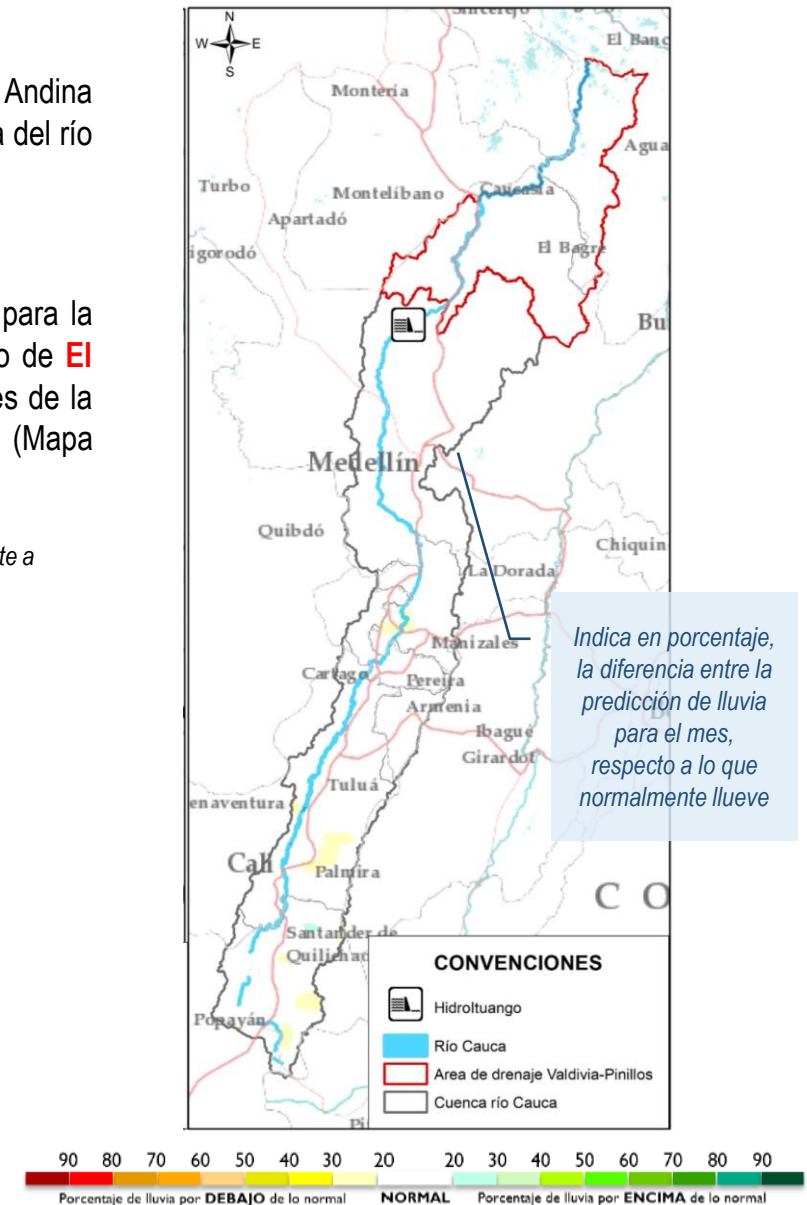 Andina
a del río
para la
o de El
es de la
(Mapa
te a
N
W E
S
Sincelejo
El Banc
Montería
Agua
Turbo
Montelíbano
Caucasia
Apartadó
igorodó
El Bagre
Bu
Medellín
Quibdó
Chiquin
La Dorada
Manizales
Cartago
Pereira
Armenia
Ibagué
Girardot
Tuluá
enaventura
Cali
Palmira
C O
Santander de
Quilichao
Popayán
Pi
Indica en porcentaje,
la diferencia entre la
predicción de lluvia
para el mes,
respecto a lo que
normalmente llueve
CONVENCIONES
HidroItuango
Río Cauca
Area de drenaje Valdivia-Pinillos
Cuenca río Cauca
90 80 70 60 50 40 30 20 20 30 40 50 60 70 80 90
Porcentaje de lluvia por DEBAJO de lo normal NORMAL Porcentaje de lluvia por ENCIMA de lo normal